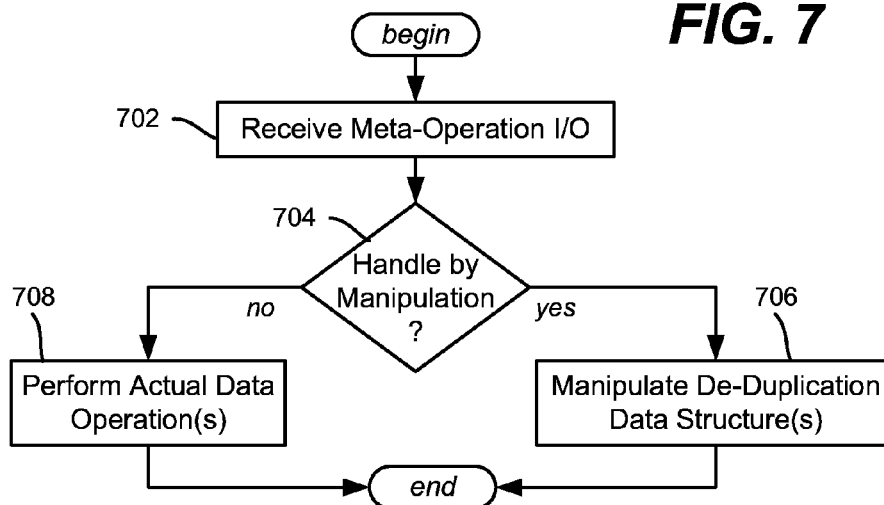 FIG. 7
begin
702
Receive Meta-Operation I/O
704
Handle by
Manipulation
?
no
yes
708
Perform Actual Data
Operation(s)
706
Manipulate De-Duplication
Data Structure(s)
end